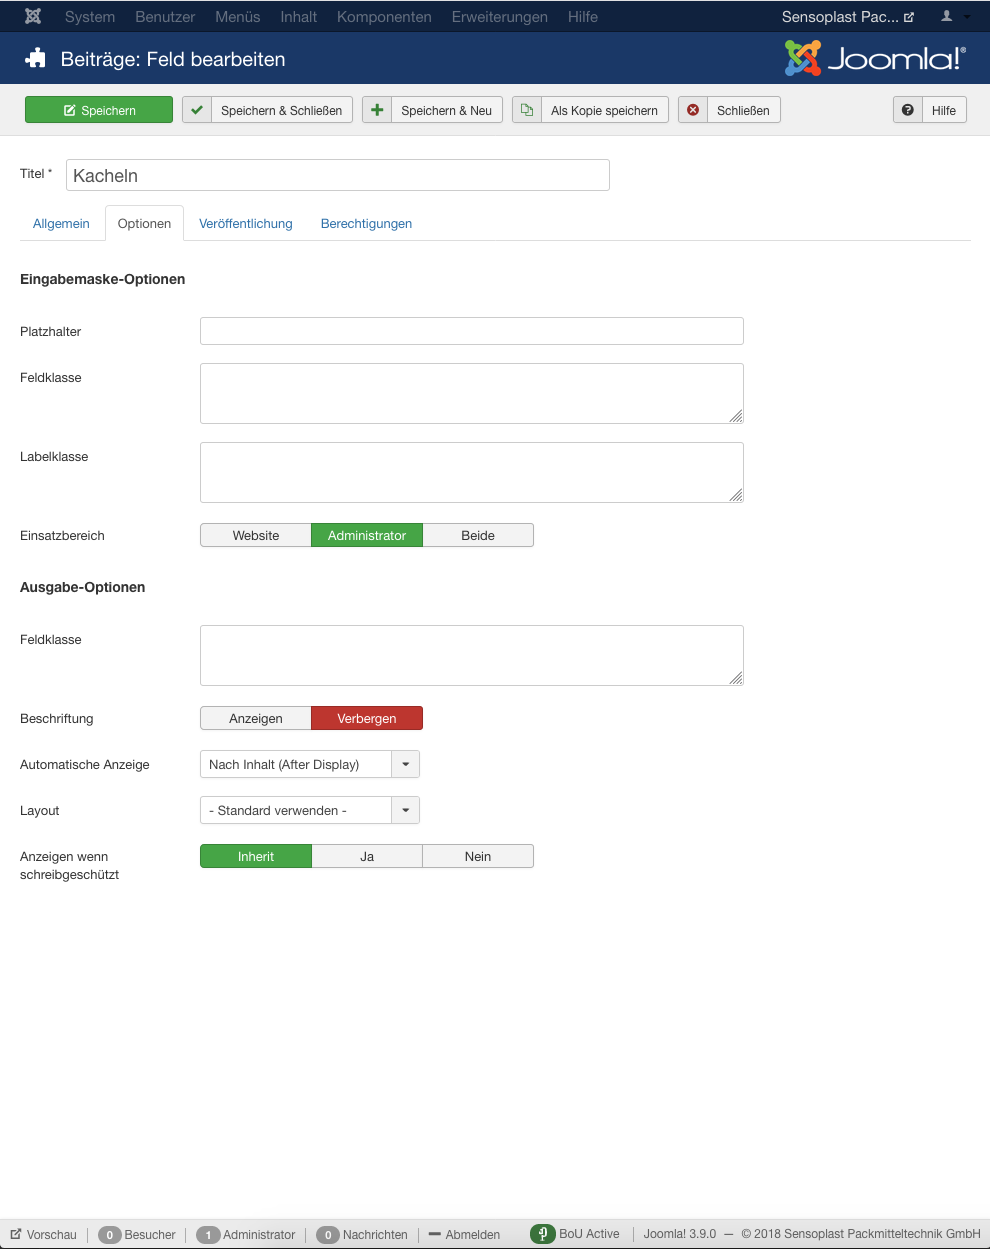 System Benutzer Menüs Inhalt Komponenten Erweiterungen Hilfe Sensoplast Pac...
Beiträge: Feld bearbeiten Joomla!®
Speichern Speichern & Schließen Speichern & Neu Als Kopie speichern Schließen Hilfe
Titel * Kacheln
Allgemein Optionen Veröffentlichung Berechtigungen
Eingabemaske-Optionen
Platzhalter
Feldklasse
Labelklasse
Einsatzbereich Website Administrator Beide
Ausgabe-Optionen
Feldklasse
Beschriftung Anzeigen Verbergen
Automatische Anzeige Nach Inhalt (After Display)
Layout - Standard verwenden -
Anzeigen wenn Inherit Ja Nein
schreibgeschützt
Vorschau 0 Besucher 1 Administrator 0 Nachrichten Abmelden BoU Active Joomla! 3.9.0 — © 2018 Sensoplast Packmitteltechnik GmbH